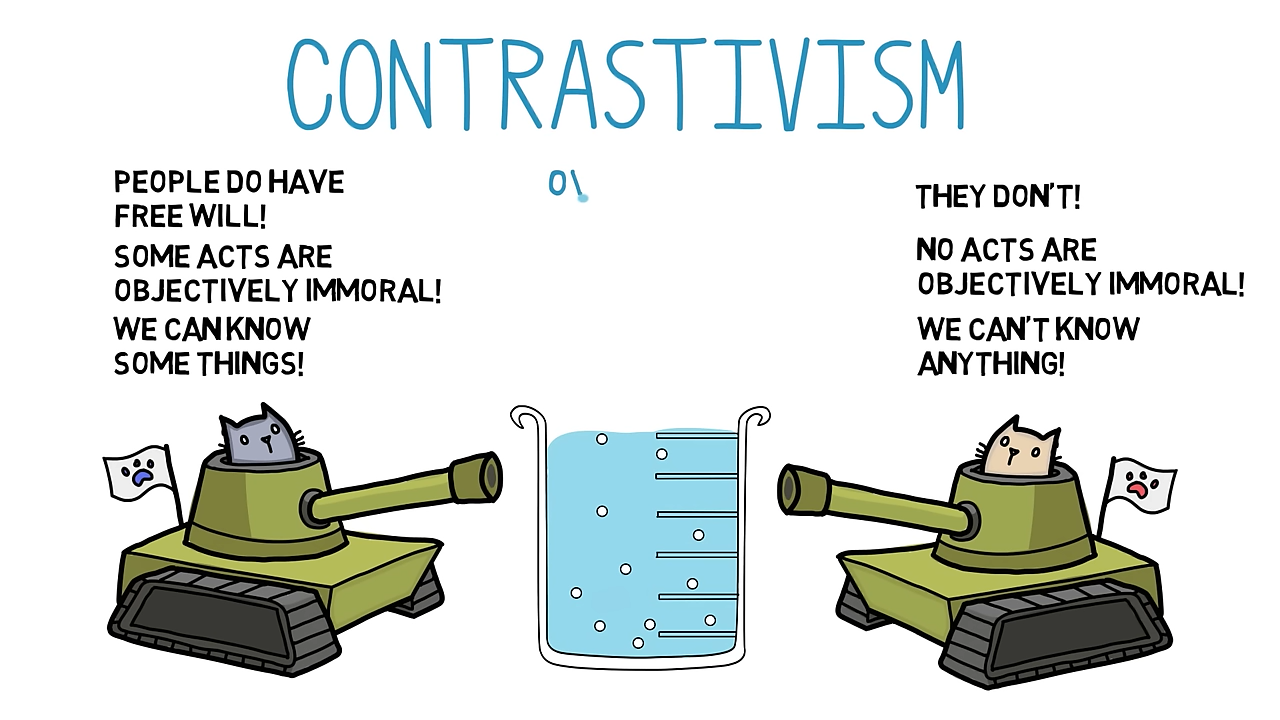 CONTRASTIVISM
PEOPLE DO HAVE
FREE WILL!
SOME ACTS ARE
OBJECTIVELY IMMORAL!
WE CAN KNOW
SOME THINGS!
THEY DON'T!
NO ACTS ARE
OBJECTIVELY IMMORAL!
WE CAN'T KNOW
ANYTHING!